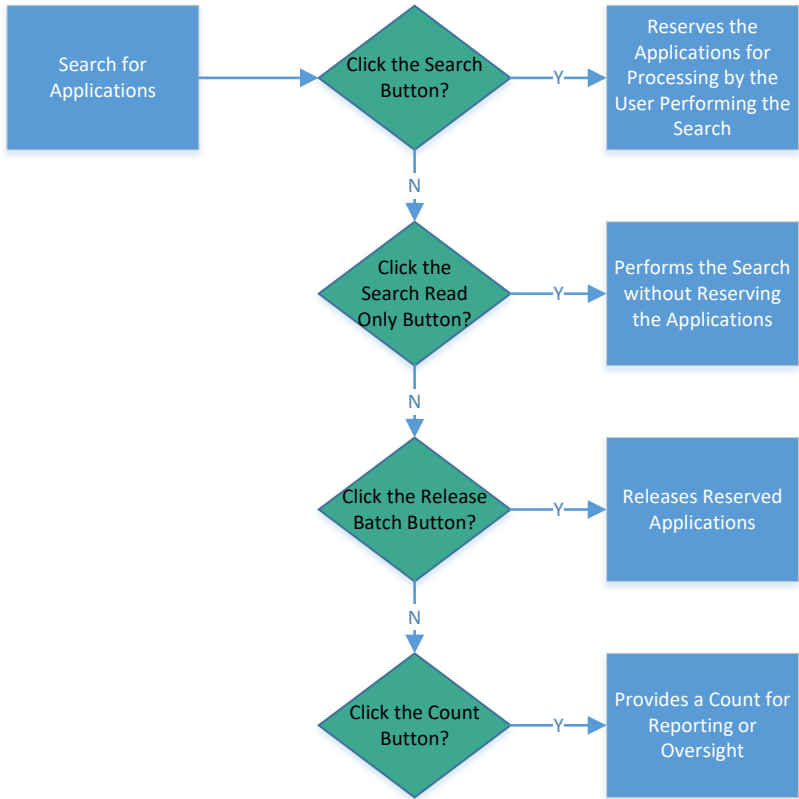 Search for
Applications
Click the Search
Button?
Y
Reserves the
Applications for
Processing by the
User Performing the
Search
N
Click the
Search Read
Only Button?
Y
Performs the Search
without Reserving
the Applications
N
Click the Release
Batch Button?
Y
Releases Reserved
Applications
N
Click the Count
Button?
Y
Provides a Count for
Reporting or
Oversight